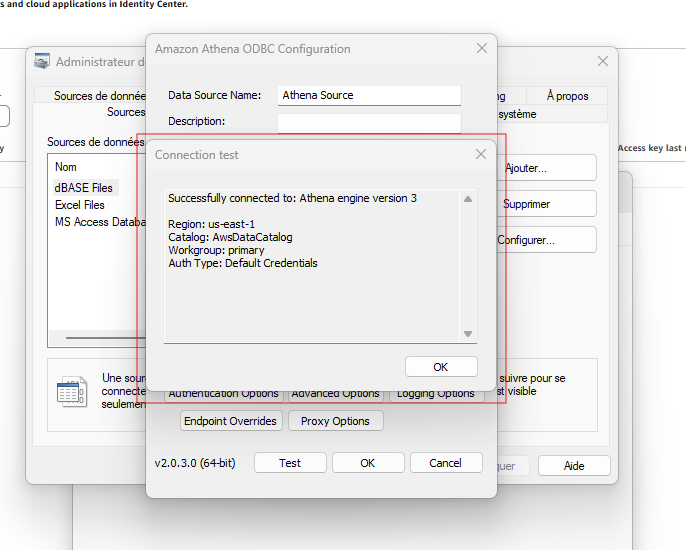 s and cloud applications in Identity Center.
Amazon Athena ODBC Configuration
Administrateur de
Data Source Name: Athena Source
Sources de donnée
À propos
Description:
Sources
système
Connection test
Access key last
Sources de données
Nom
dBASE Files
Excel Files
MS Access Databa
Successfully connected to: Athena engine version 3
Region: us-east-1
Catalog: AwsDataCatalog
Workgroup: primary
Auth Type: Default Credentials
Ajouter...
Supprimer
Configurer...
OK
Une sour
connecte
seulemen
suivre pour se
st visible
Authentication Options
Advanced Options
Logging Options
Endpoint Overrides
Proxy Options
v2.0.3.0 (64-bit)
Test
OK
Cancel
quer
Aide